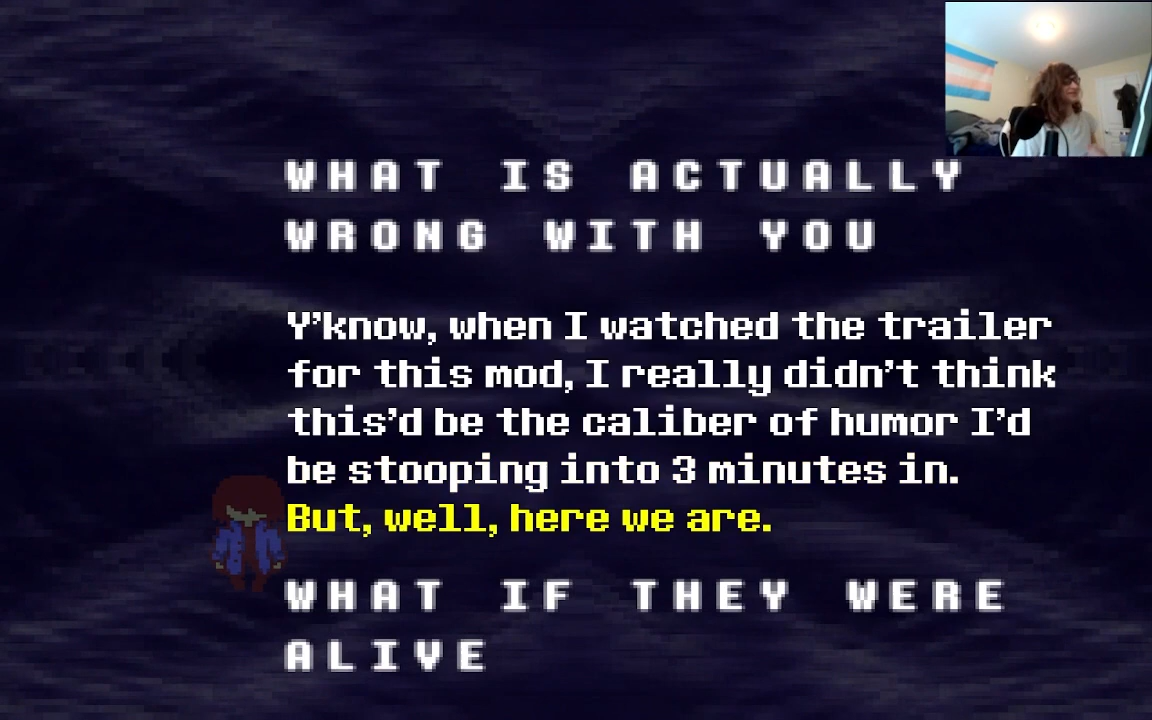 WHAT IS ACTUALLY
WRONG WITH YOU
Y'know, when I watched the trailer
for this mod, I really didn't think
this'd be the caliber of humor I'd
be stooping into 3 minutes in.
But, well, here we are.
WHAT IF THEY WERE
ALIVE